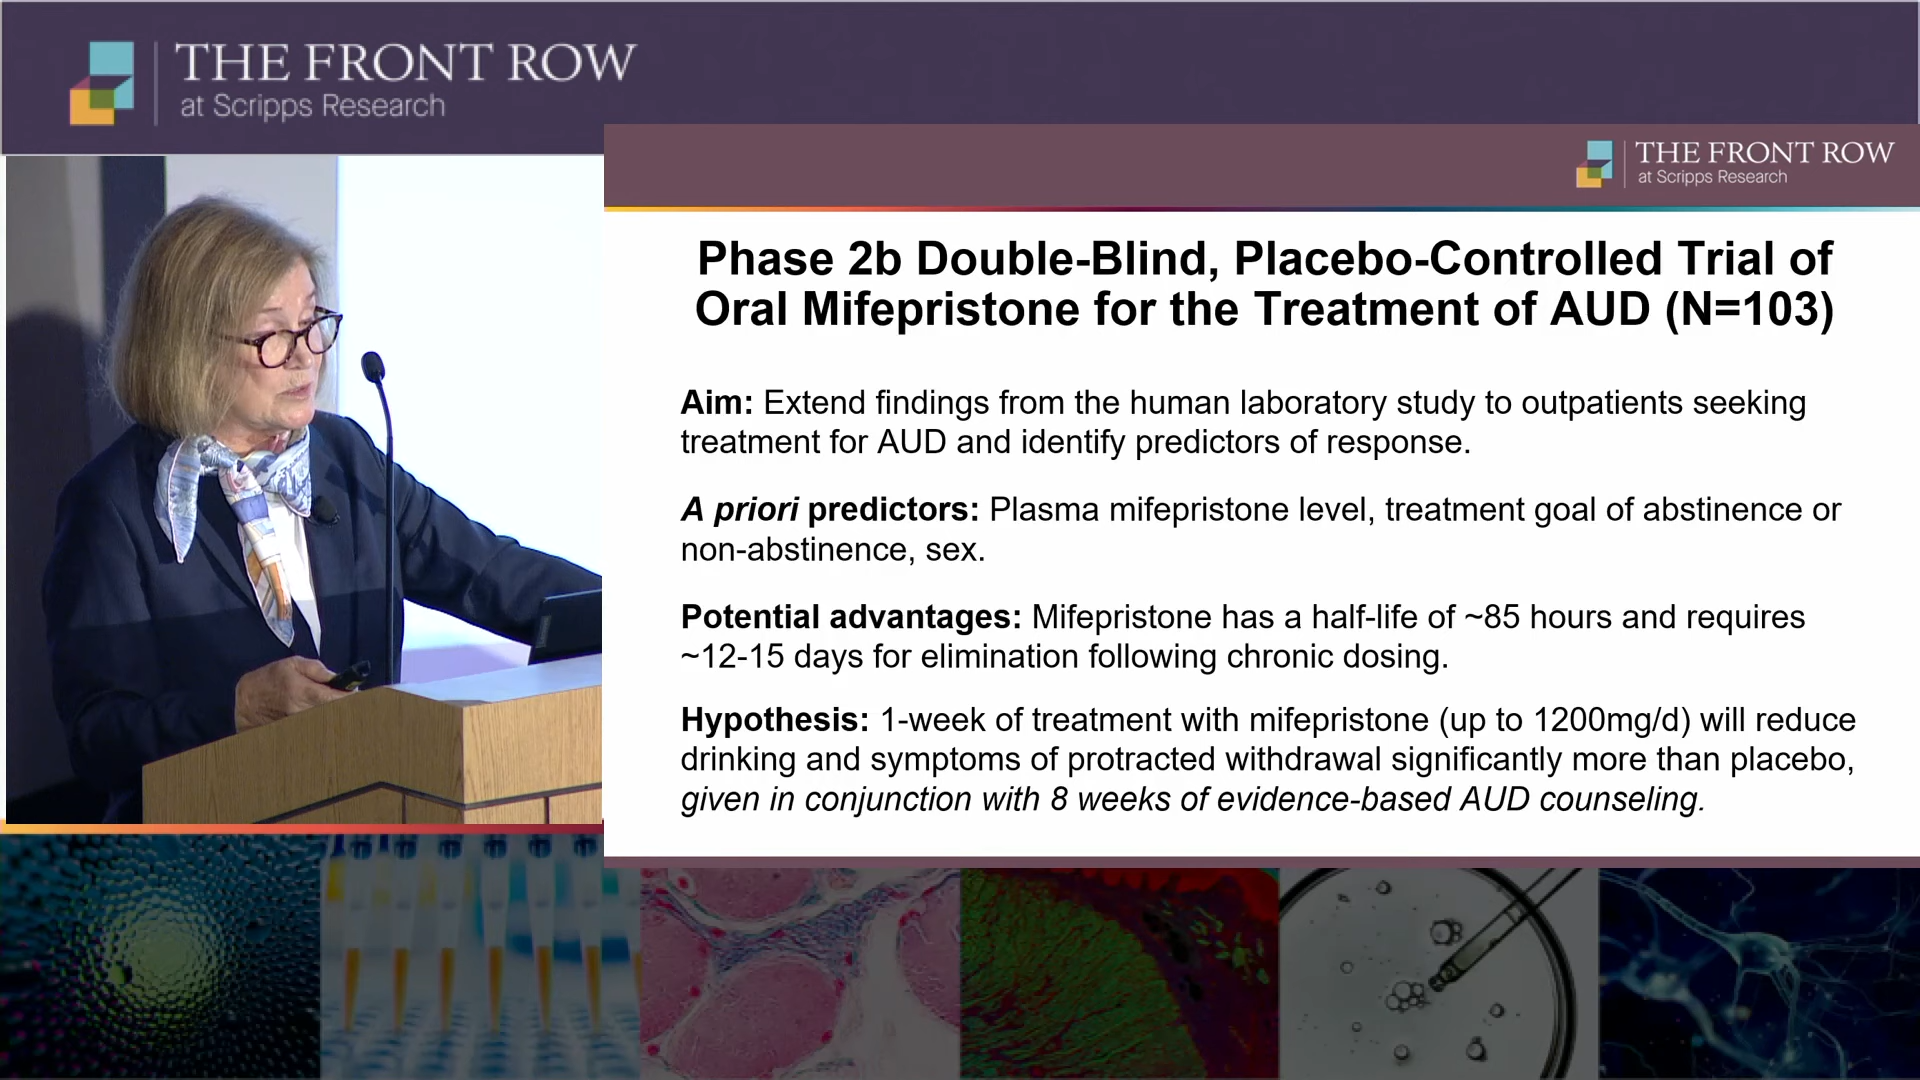 THE FRONT ROW
at Scripps Research
THE FRONT ROW
at Scripps Research
Phase 2b Double-Blind, Placebo-Controlled Trial of
Oral Mifepristone for the Treatment of AUD (N=103)
Aim: Extend findings from the human laboratory study to outpatients seeking
treatment for AUD and identify predictors of response.
A priori predictors: Plasma mifepristone level, treatment goal of abstinence or
non-abstinence, sex.
Potential advantages: Mifepristone has a half-life of ~85 hours and requires
~12-15 days for elimination following chronic dosing.
Hypothesis: 1-week of treatment with mifepristone (up to 1200mg/d) will reduce
drinking and symptoms of protracted withdrawal significantly more than placebo,
given in conjunction with 8 weeks of evidence-based AUD counseling.